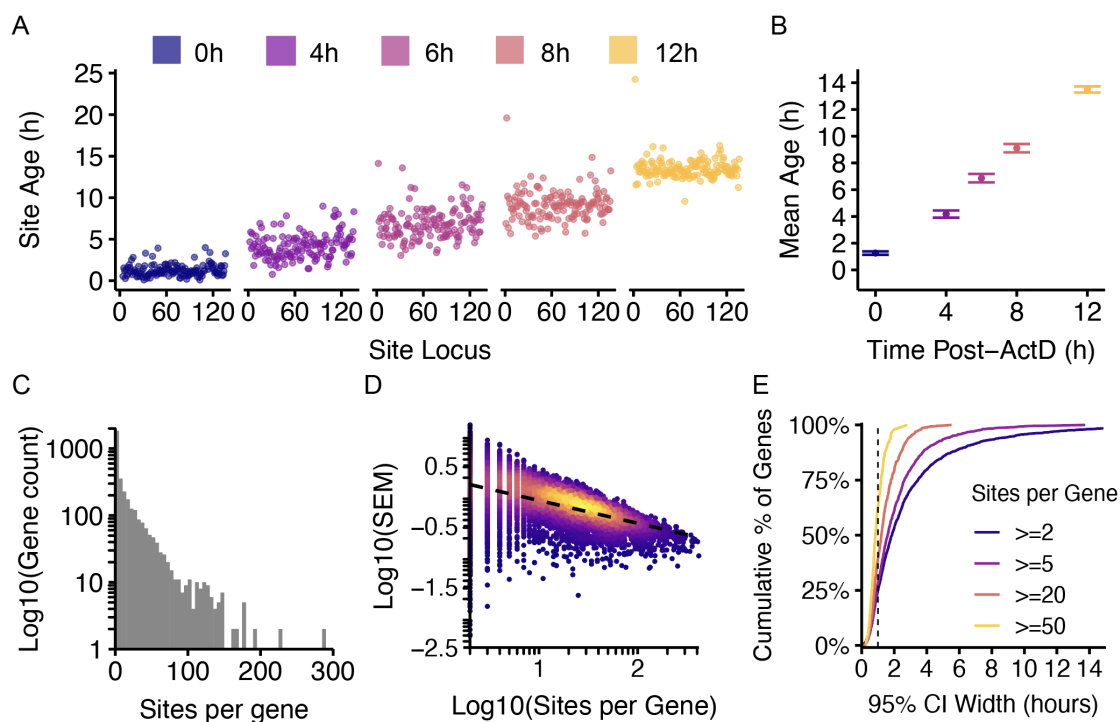 A
0h 4h 6h 8h 12h
Site Age (h)
25
20
15
10
5
0
0 60 120 0 60 120 0 60 120 0 60 120 0 60 120
Site Locus
B
Mean Age (h)
14
12
10
8
6
4
2
0
0 4 8 12
Time Post−ActD (h)
C
Log10(Gene count)
1000
100
10
1
0 100 200 300
Sites per gene
D
Log10(SEM)
0.5
−0.5
−1.5
−2.5
1 2
Log10(Sites per Gene)
E
Cumulative % of Genes
100%
75%
50%
25%
0%
Sites per Gene
>=2
>=5
>=20
>=50
0 2 4 6 8 10 12 14
95% CI Width (hours)